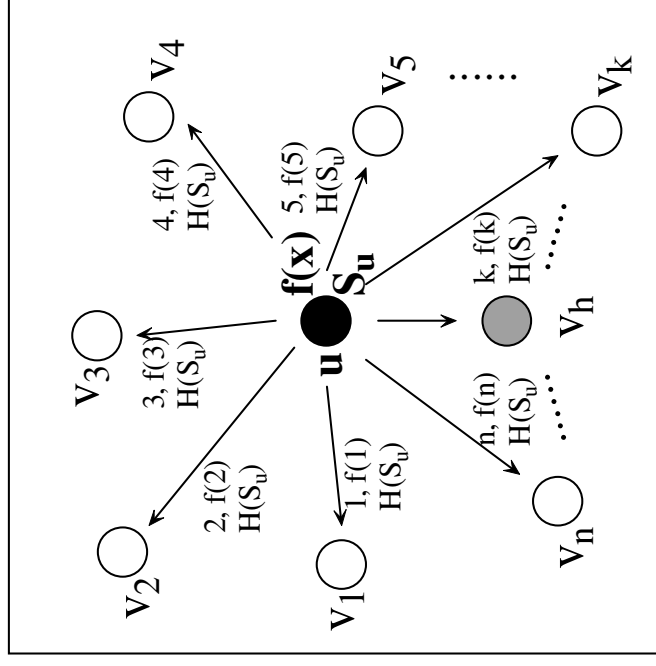 v₄
4, f(4)
H(Sᵤ)
v₅
......
5, f(5)
H(Sᵤ)
vₖ
v₃
3, f(3)
H(Sᵤ)
f(x)
Sᵤ
u
k, f(k)
H(Sᵤ)
......
vₕ
v₂
2, f(2)
H(Sᵤ)
v₁
1, f(1)
H(Sᵤ)
n, f(n)
H(Sᵤ)
......
vₙ